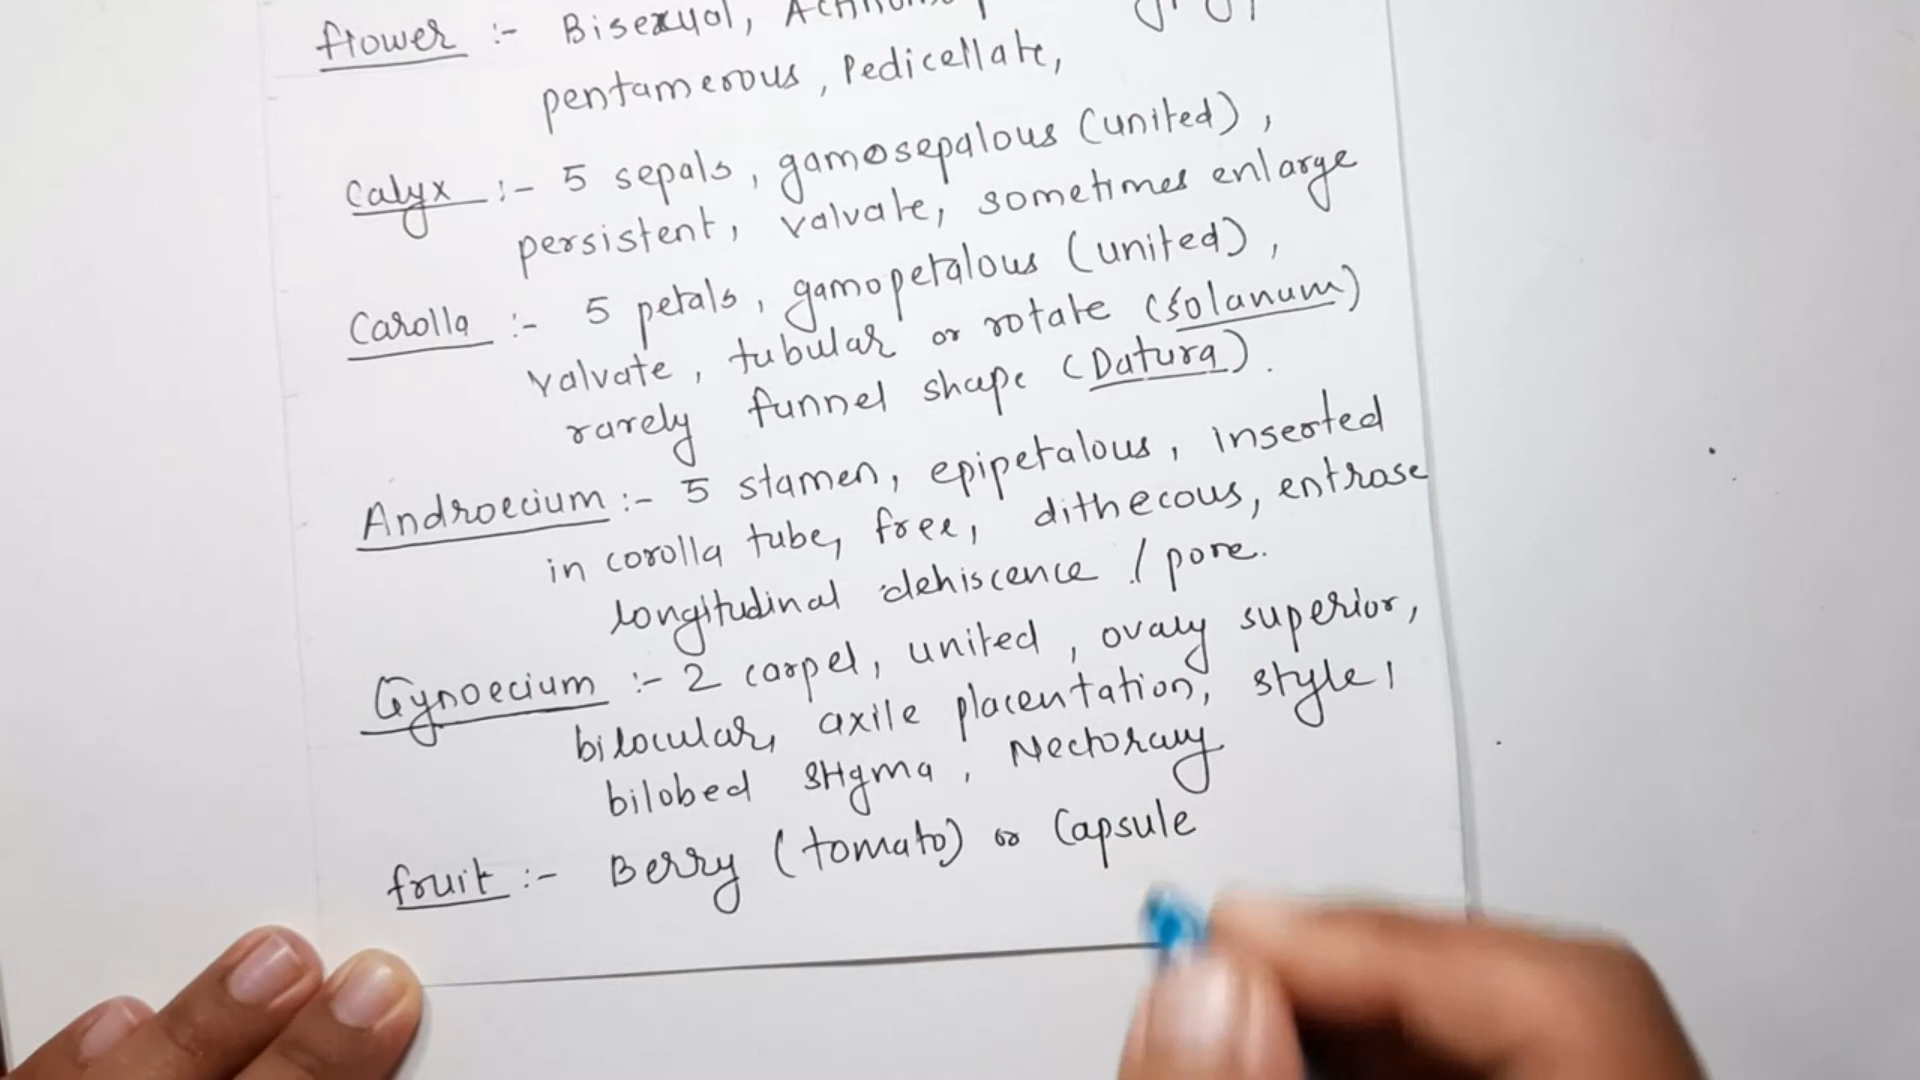 flower :- Bisexual,
pentamerous, Pedicellate,
Calyx :- 5 sepals, gamosepalous (united),
persistent, valvate, sometimes enlarge
Carolla :- 5 petals, gamopetalous (united),
valvate, tubular or rotate (Solanum)
rarely funnel shape (Datura).
Androecium :- 5 stamen, epipetalous, inserted
in corolla tube, free, dithecous, entrose
longitudinal dehiscence / pore.
Gynoecium :- 2 carpel, united, ovary superior,
bilocular, axile placentation, style,
bilobed stigma, Nectorary
fruit :- Berry (tomato) or Capsule